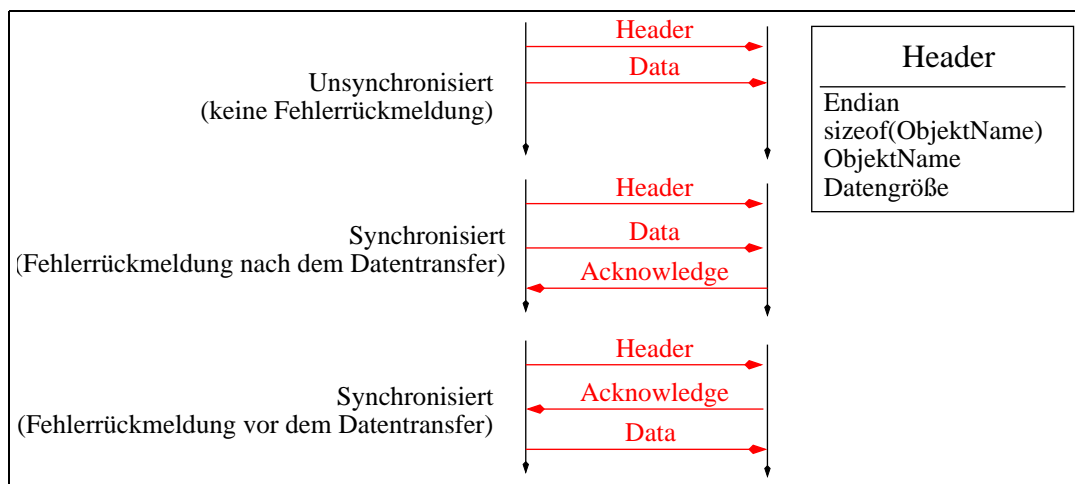 Header
Data
Unsynchronisiert
(keine Fehlerrückmeldung)
Header
Data
Synchronisiert
(Fehlerrückmeldung nach dem Datentransfer)
Acknowledge
Header
Acknowledge
Synchronisiert
(Fehlerrückmeldung vor dem Datentransfer)
Data
Header
Endian
sizeof(ObjektName)
ObjektName
Datengröße